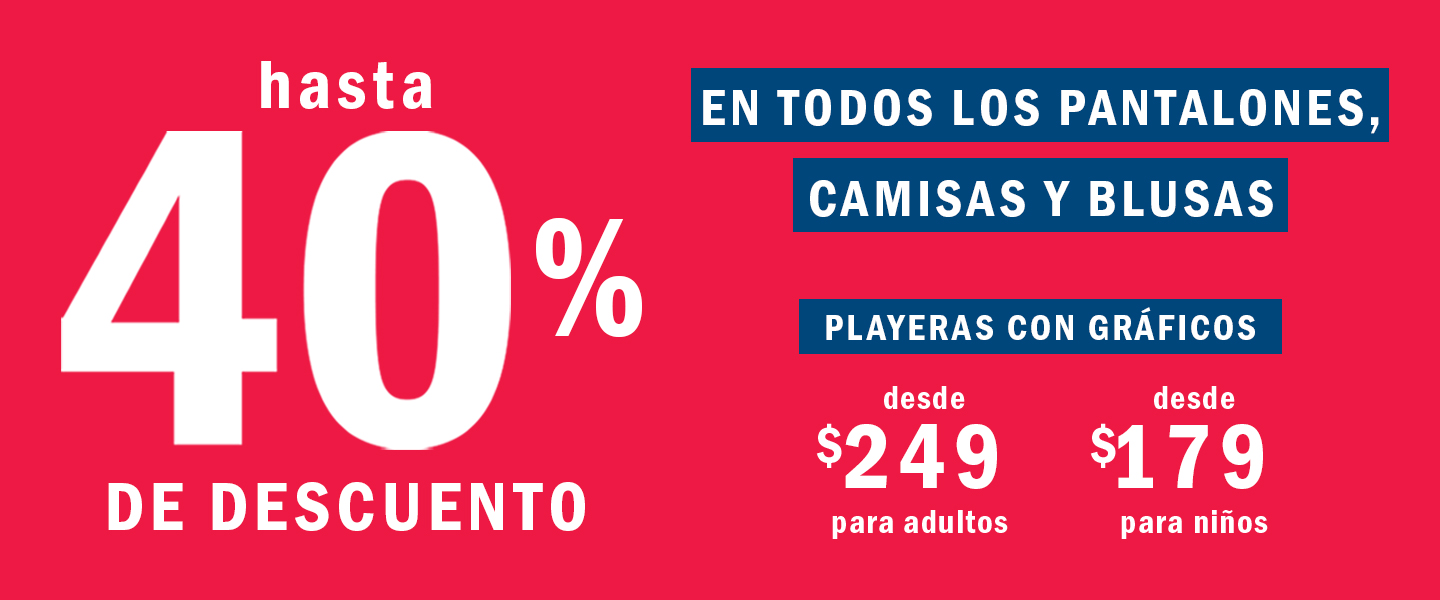 hasta
40%
DE DESCUENTO
EN TODOS LOS PANTALONES,
CAMISAS Y BLUSAS
PLAYERAS CON GRÁFICOS
desde
$249
para adultos
desde
$179
para niños